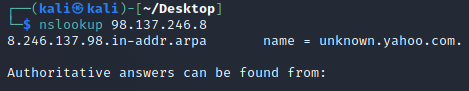 ┌──(kali㉿kali)-[~/Desktop]
└─$ nslookup 98.137.246.8
8.246.137.98.in-addr.arpa       name = unknown.yahoo.com.
Authoritative answers can be found from: